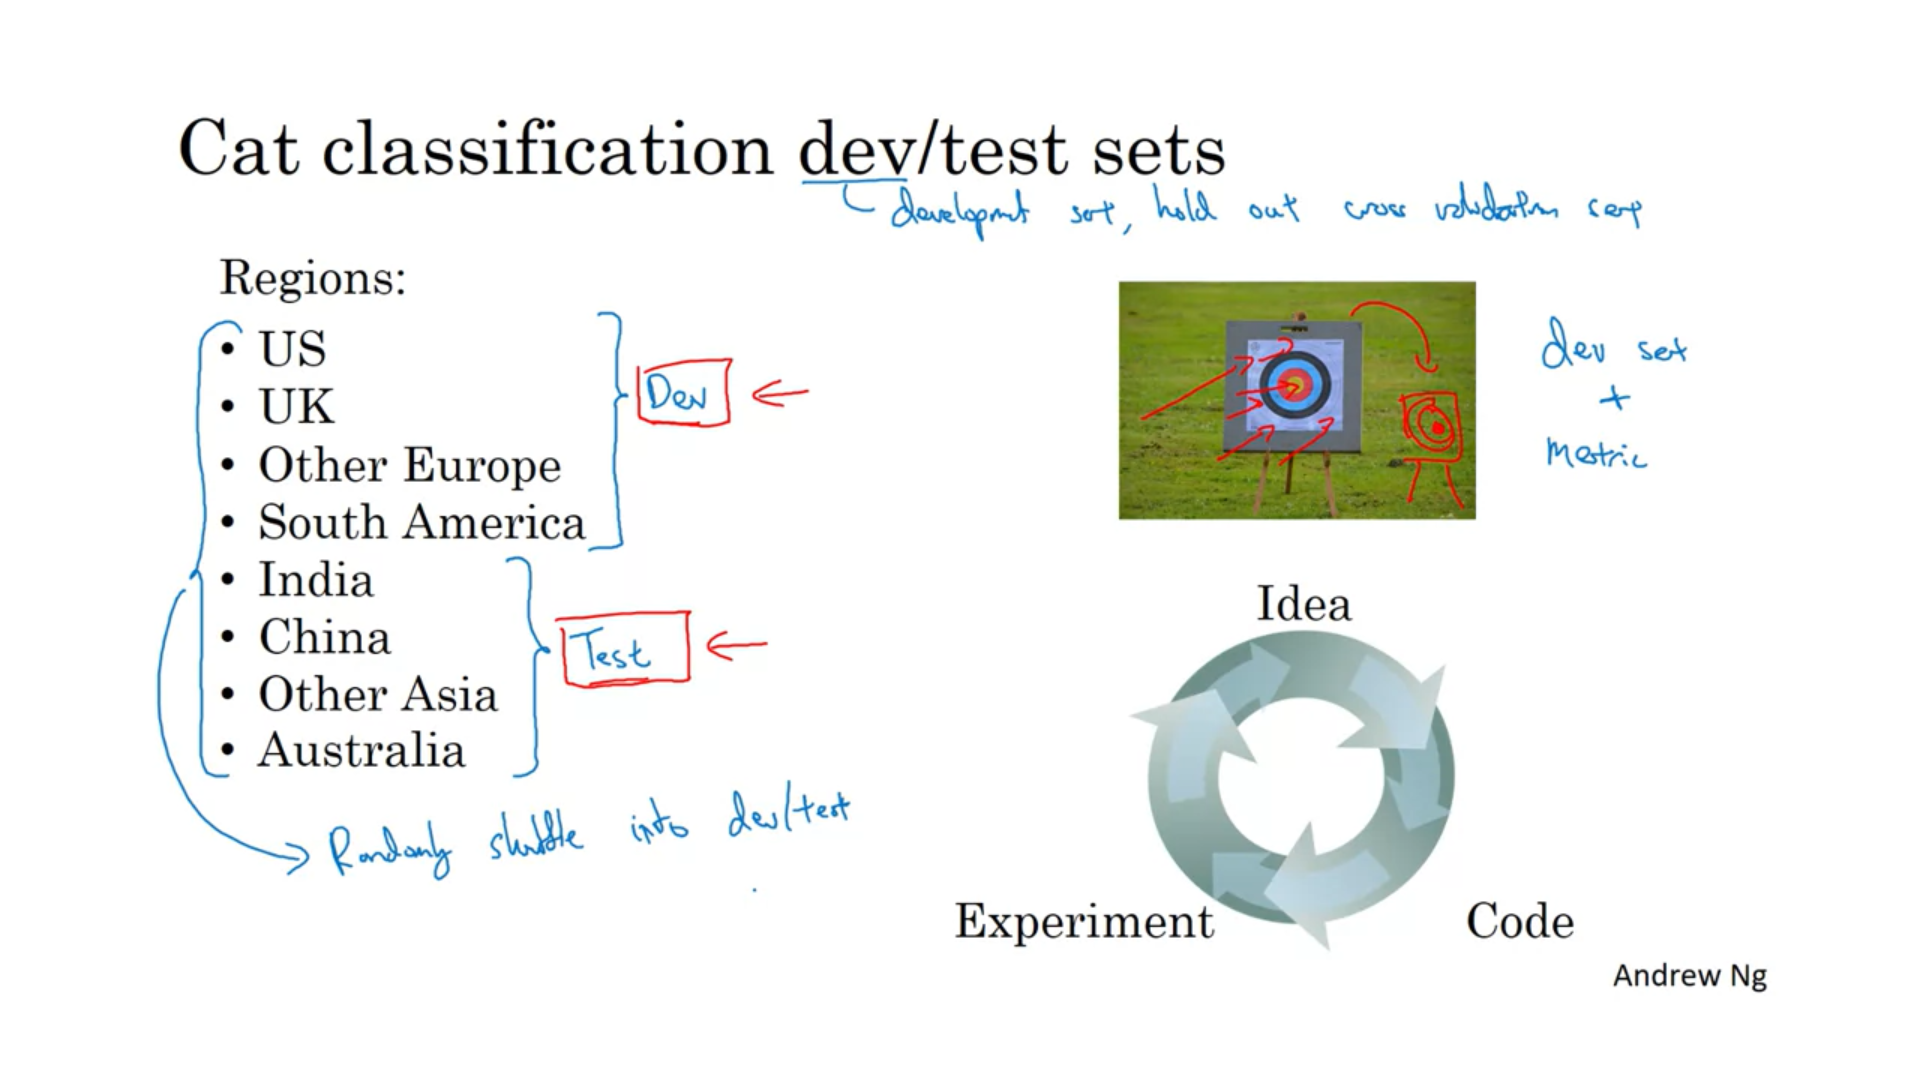 Cat classification dev/test sets
development set, hold out cross validation set
Regions:
• US
• UK
• Other Europe
• South America
• India
• China
• Other Asia
• Australia
Dev
Test
Randomly shuffle into dev/test
dev set
+
metric
Idea
Code
Experiment
Andrew Ng